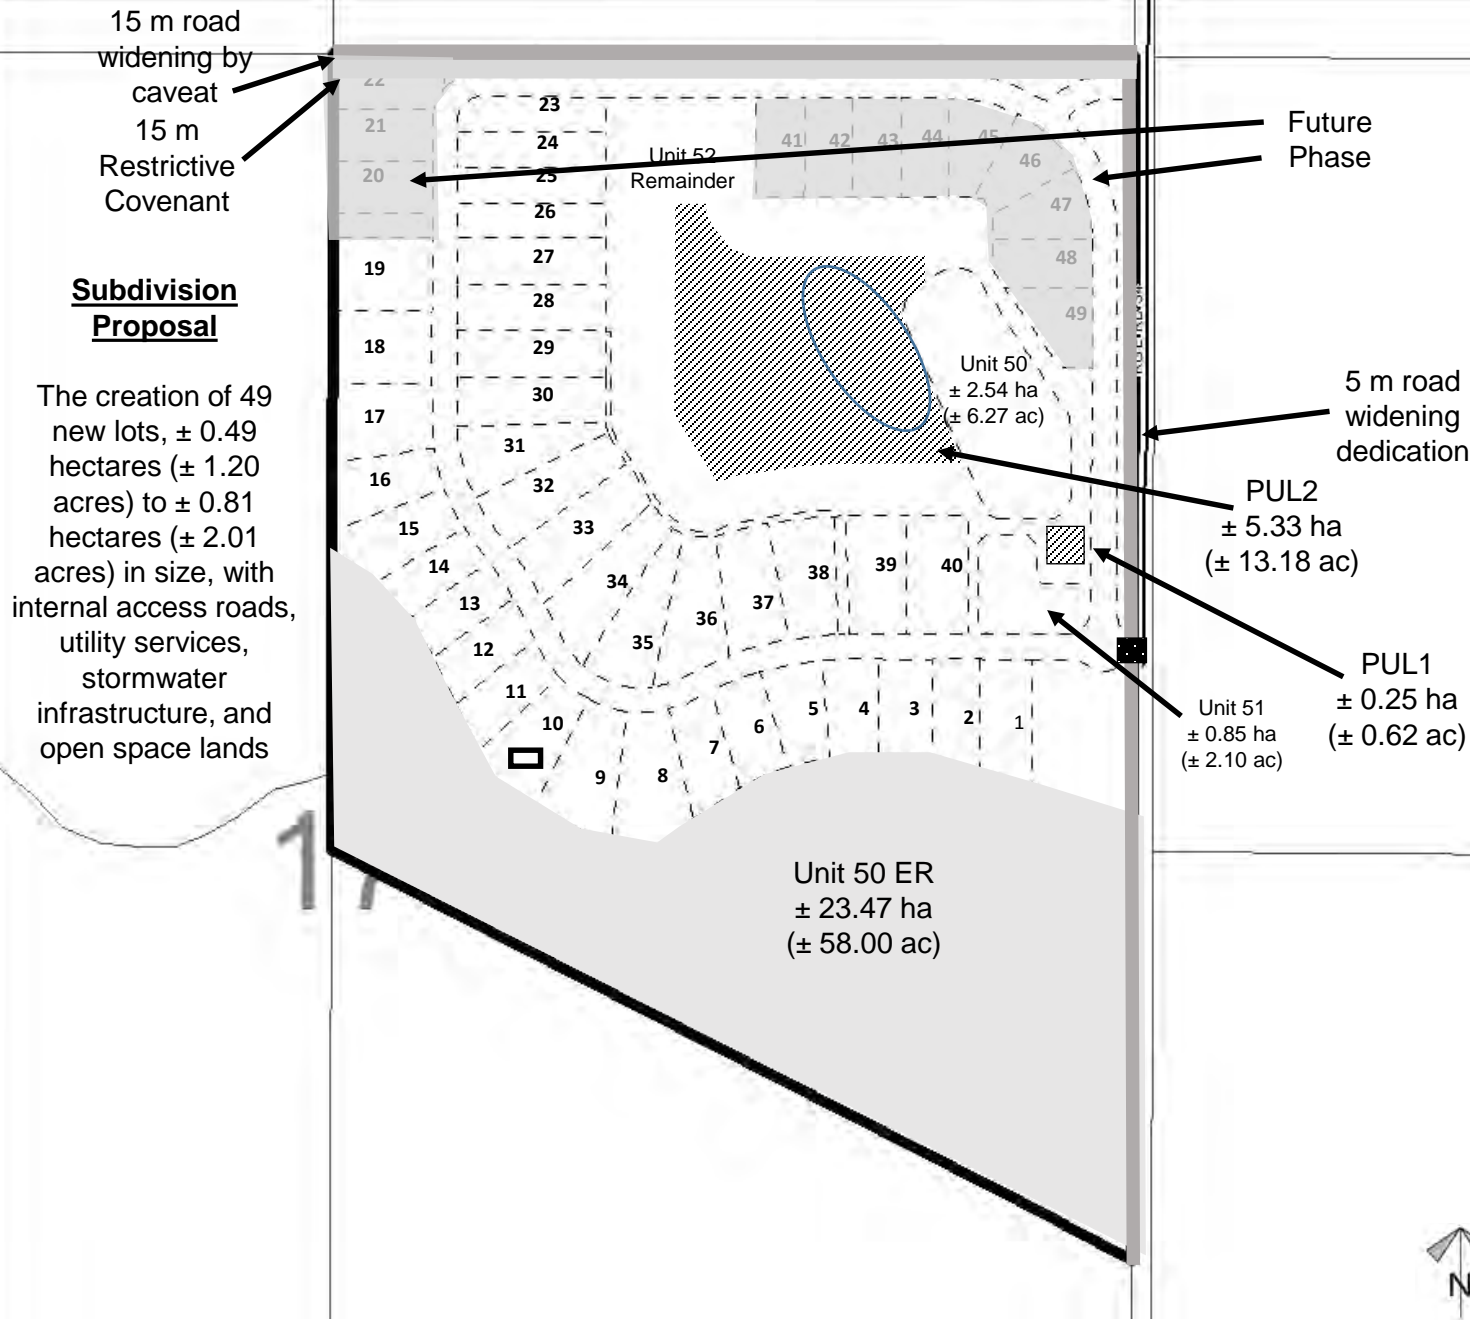 15 m road
widening by
caveat
15 m
Restrictive
Covenant
Subdivision
Proposal
The creation of 49
new lots, ± 0.49
hectares (± 1.20
acres) to ± 0.81
hectares (± 2.01
acres) in size, with
internal access roads,
utility services,
stormwater
infrastructure, and
open space lands
22
21
20
19
18
17
16
15
14
13
12
11
10
9
8
7
6
5
4
3
2
1
23
24
25
26
27
28
29
30
31
32
33
34
35
36
37
38
39
40
41
42
43
44
45
46
47
48
49
Unit 52
Remainder
Unit 50
± 2.54 ha
(± 6.27 ac)
Future
Phase
5 m road
widening
dedication
PUL2
± 5.33 ha
(± 13.18 ac)
PUL1
± 0.25 ha
(± 0.62 ac)
Unit 51
± 0.85 ha
(± 2.10 ac)
Unit 50 ER
± 23.47 ha
(± 58.00 ac)
17
N